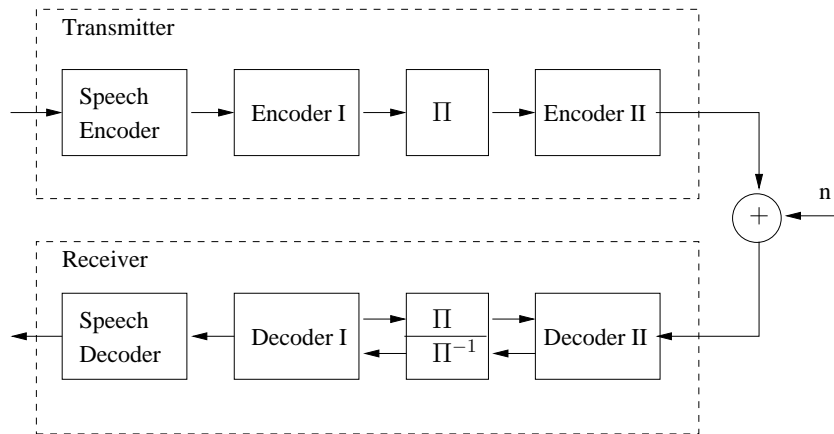 Transmitter
Speech
Encoder
Encoder I
Π
Encoder II
+
n
Receiver
Speech
Decoder
Decoder I
Π
Π⁻¹
Decoder II